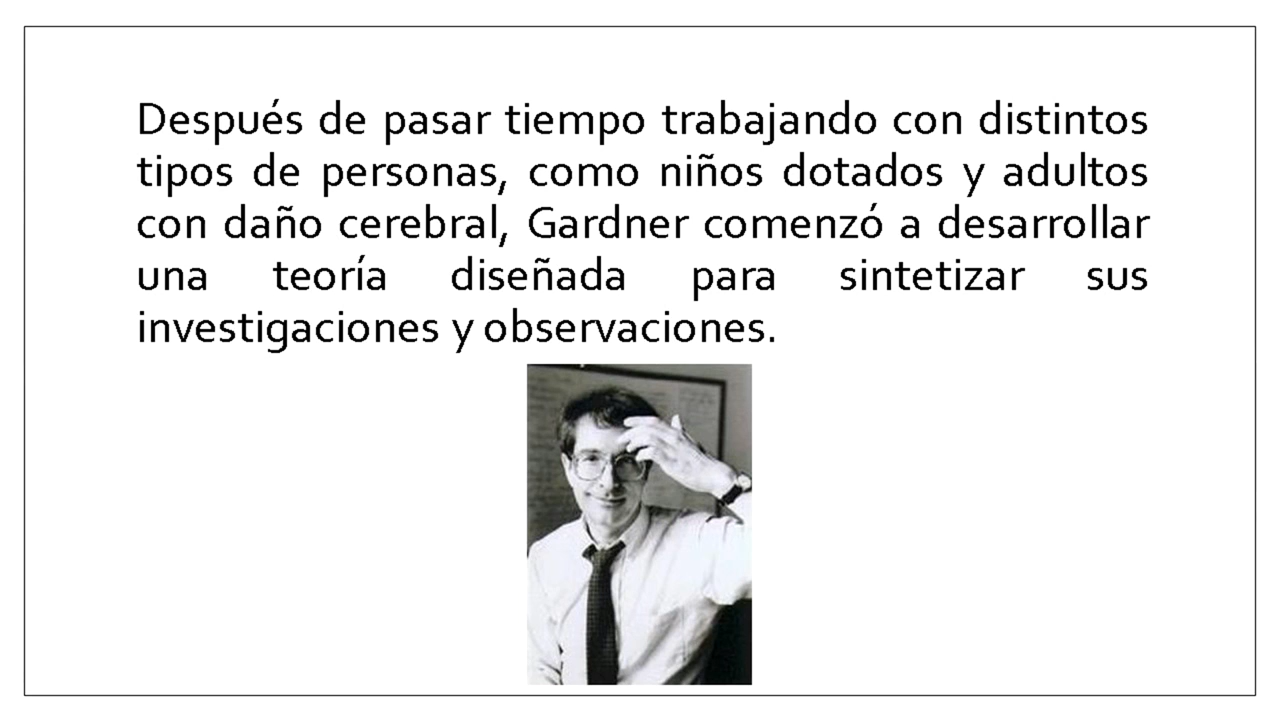 Después de pasar tiempo trabajando con distintos
tipos de personas, como niños dotados y adultos
con daño cerebral, Gardner comenzó a desarrollar
una teoría diseñada para sintetizar sus
investigaciones y observaciones.